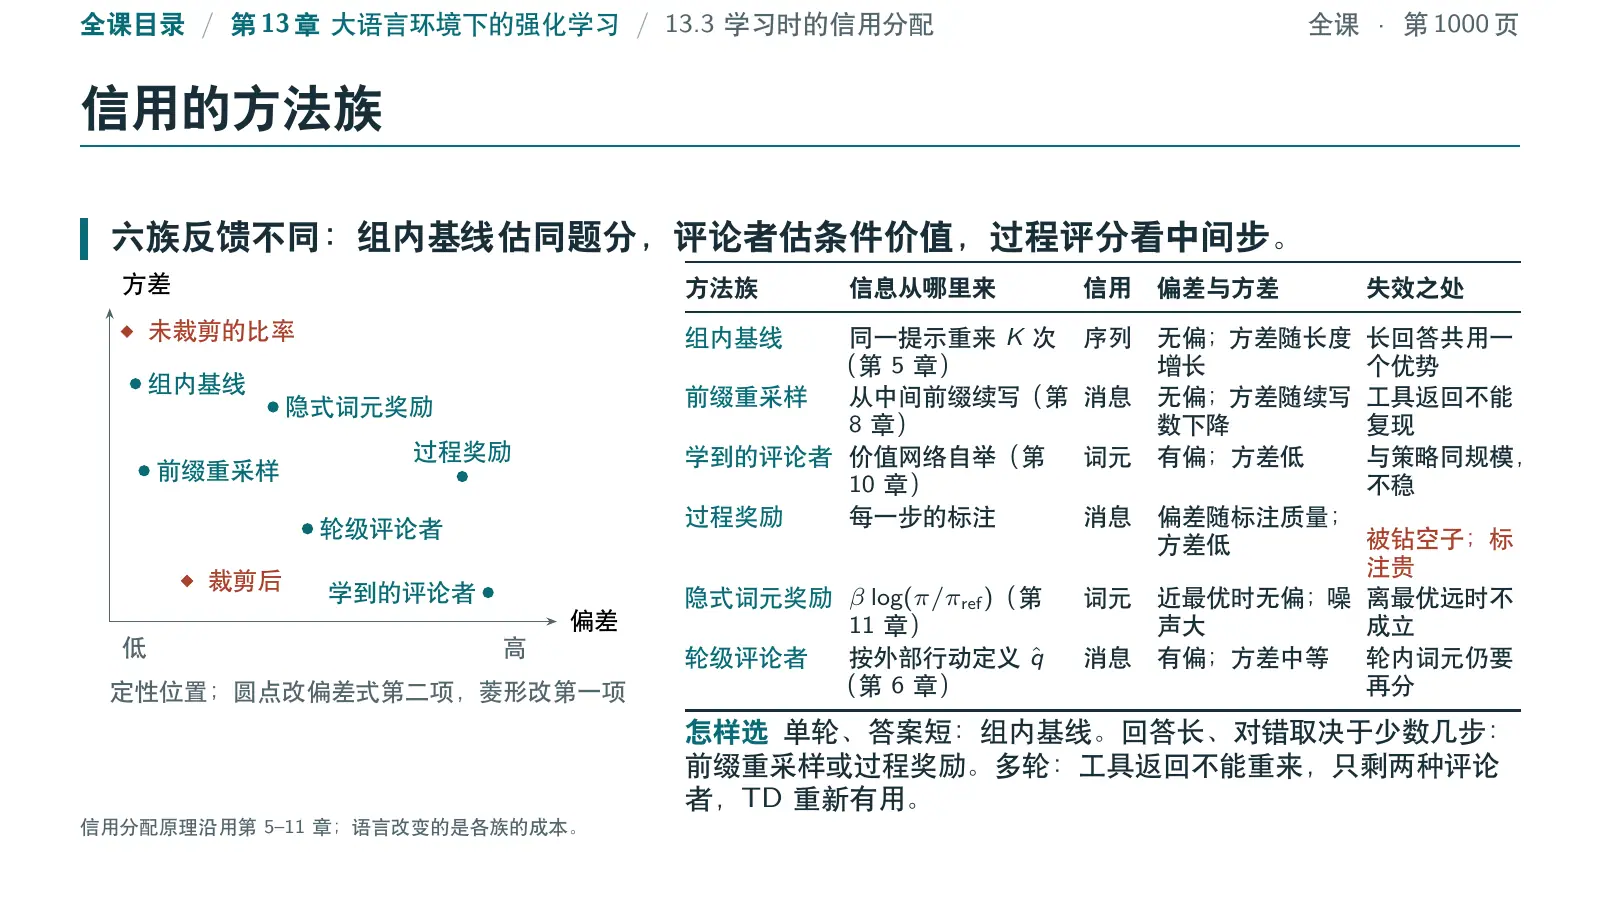 全课目录 / 第13章 大语言环境下的强化学习 / 13.3 学习时的信用分配
全课 · 第1000页
信用的方法族
六族反馈不同：组内基线估同题分，评论者估条件价值，过程评分看中间步。
方差
未裁剪的比率
组内基线
隐式词元奖励
过程奖励
前缀重采样
轮级评论者
裁剪后
学到的评论者
偏差
低
高
定性位置；圆点改偏差式第二项，菱形改第一项
方法族 信息从哪里来 信用 偏差与方差 失效之处
组内基线 同一提示重来 K 次 序列 无偏；方差随长度 长回答共用一
（第 5 章） 增长 个优势
前缀重采样 从中间前缀续写（第 消息 无偏；方差随续写 工具返回不能
8 章） 数下降 复现
学到的评论者 价值网络自举（第 词元 有偏；方差低 与策略同规模，
10 章） 不稳
过程奖励 每一步的标注 消息 偏差随标注质量；
方差低
被钻空子；标
注贵
隐式词元奖励 β log(π/π_ref)（第 词元 近最优时无偏；噪 离最优远时不
11 章） 声大 成立
轮级评论者 按外部行动定义 q̂ 消息 有偏；方差中等 轮内词元仍要
（第 6 章） 再分
怎样选 单轮、答案短：组内基线。回答长、对错取决于少数几步：
前缀重采样或过程奖励。多轮：工具返回不能重来，只剩两种评论
者，TD 重新有用。
信用分配原理沿用第 5–11 章；语言改变的是各族的成本。